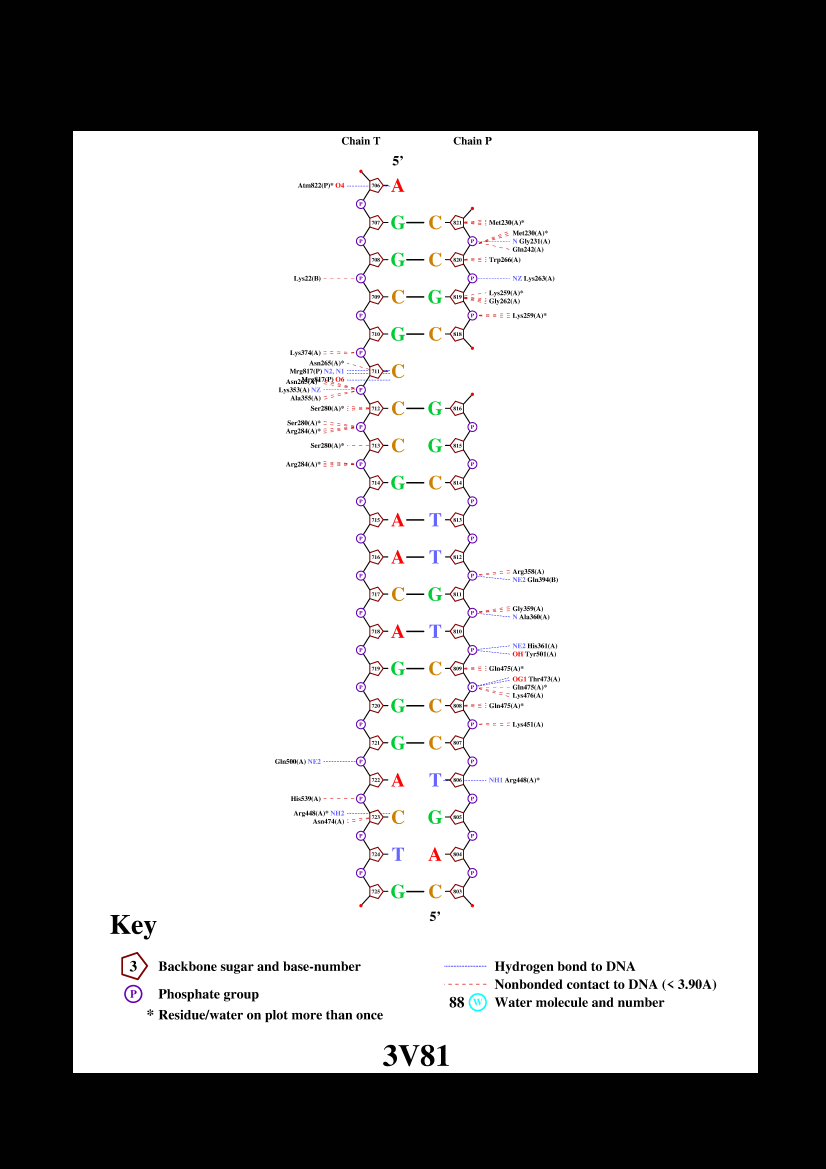 Chain T Chain P
5’
Atm822(P)* O4 706 A
P
707 G C 821 Met230(A)*
Met230(A)*
P P N Gly231(A)
Gln242(A)
708 G C 820 Trp266(A)
Lys22(B) P P NZ Lys263(A)
Lys259(A)*
709 C G 819
Gly262(A)
P P Lys259(A)*
710 G C 818
Lys374(A) P
Asn265(A)*
Mrg817(P) N2, N1 711 C
Mrg817(P) O6
Asn265(A)*
Lys353(A) NZ P
Ala355(A)
Ser280(A)* 712 C G 816
Ser280(A)*
P P
Arg284(A)*
Ser280(A)* 713 C G 815
Arg284(A)* P P
714 G C 814
P P
715 A T 813
P P
716 A T 812
Arg358(A)
P P NE2 Gln394(B)
717 C G 811
Gly359(A)
P P N Ala360(A)
718 A T 810
NE2 His361(A)
P P OH Tyr501(A)
719 G C 809 Gln475(A)*
OG1 Thr473(A)
P P Gln475(A)*
Lys476(A)
720 G C 808 Gln475(A)*
P P Lys451(A)
721 G C 807
Gln500(A) NE2 P P
722 A T 806 NH1 Arg448(A)*
His539(A) P P
Arg448(A)* NH2 723 C G 805
Asn474(A)
P P
724 T A 804
P P
725 G C 803
5’
Key
3 Backbone sugar and base-number
P Phosphate group
* Residue/water on plot more than once
Hydrogen bond to DNA
Nonbonded contact to DNA (< 3.90A)
88 W Water molecule and number
3V81